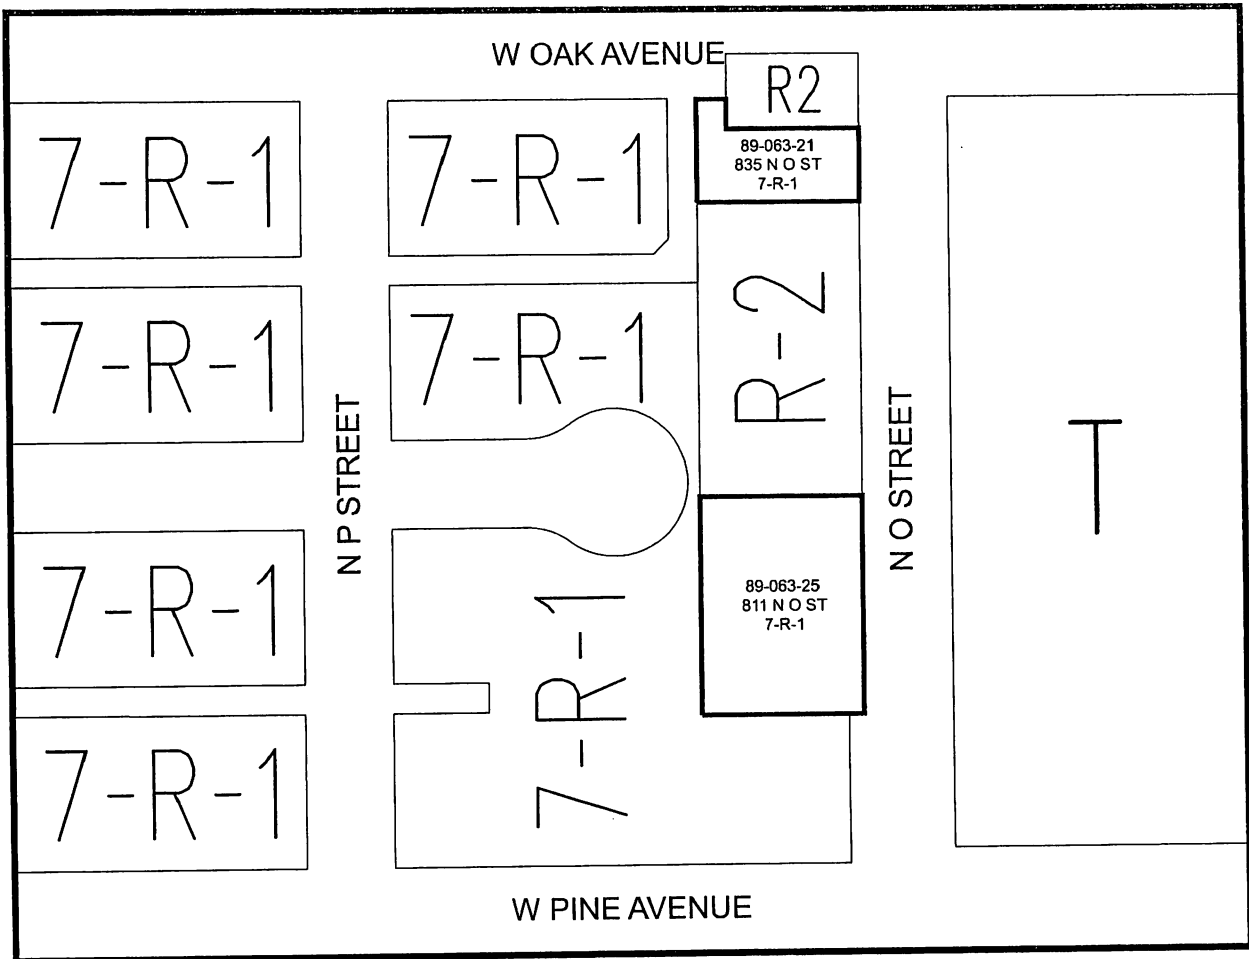 W OAK AVENUE
R2
7-R-1
7-R-1
89-063-21
835 N O ST
7-R-1
R-2
7-R-1
7-R-1
N P STREET
N O STREET
T
7-R-1
7-R-1
89-063-25
811 N O ST
7-R-1
7-R-1
W PINE AVENUE